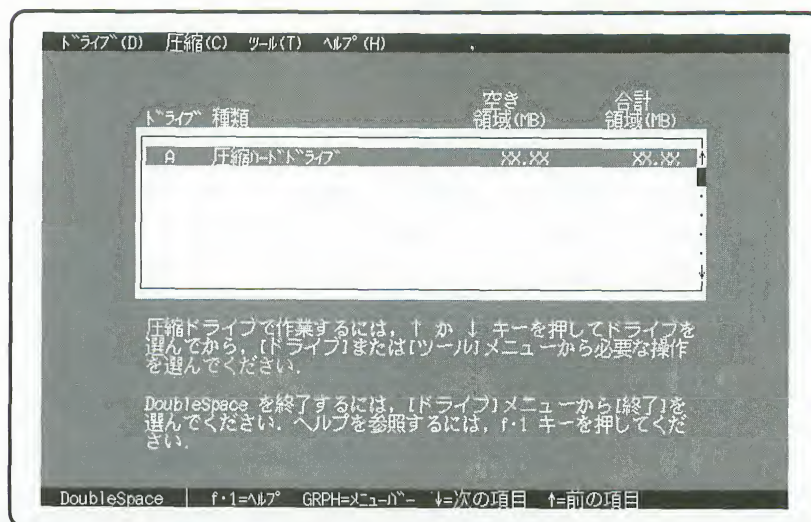 ﾄﾞﾗｲﾌﾞ(D) 圧縮(C) ﾂｰﾙ(T) ﾍﾙﾌﾟ(H)
ﾄﾞﾗｲﾌﾞ 種類 空き領域(MB) 合計領域(MB)
A 圧縮ﾊｰﾄﾞﾄﾞﾗｲﾌﾞ XX.XX XX.XX
圧縮ドライブで作業するには，↑ か ↓ キーを押してドライブを
選んでから，[ドライブ]または[ツール]メニューから必要な操作
を選んでください．
DoubleSpace を終了するには，[ドライブ]メニューから[終了]を
選んでください．ヘルプを参照するには，f･1 キーを押してくだ
さい．
DoubleSpace | f･1=ﾍﾙﾌﾟ GRPH=ﾒﾆｭｰﾊﾞｰ ↓=次の項目 ↑=前の項目